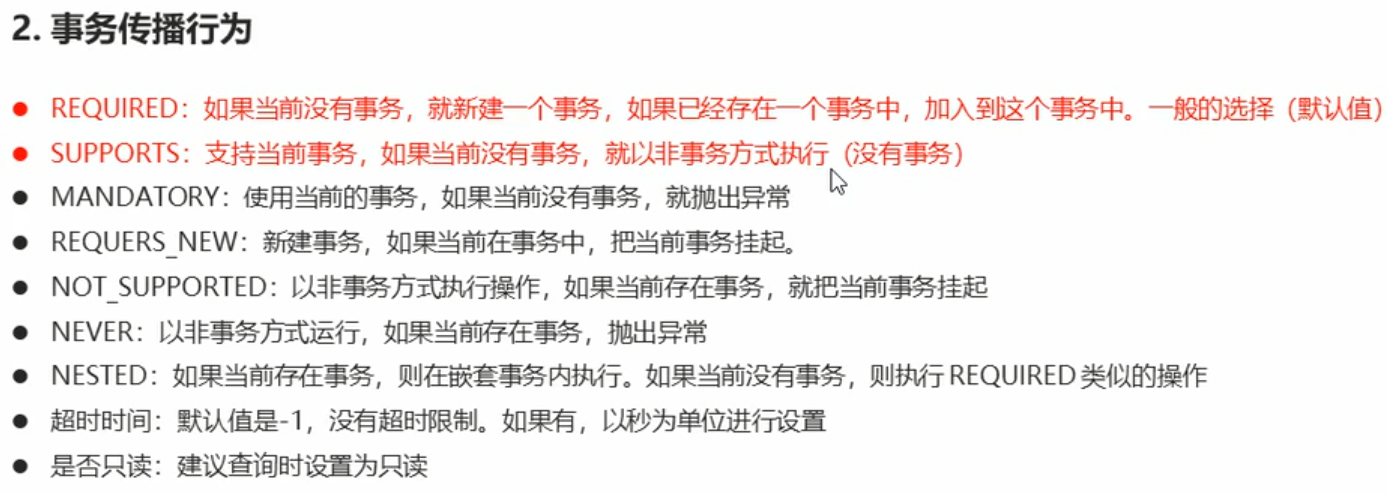 2. 事务传播行为
● REQUIRED：如果当前没有事务，就新建一个事务，如果已经存在一个事务中，加入到这个事务中。一般的选择（默认值）
● SUPPORTS：支持当前事务，如果当前没有事务，就以非事务方式执行（没有事务）
● MANDATORY：使用当前的事务，如果当前没有事务，就抛出异常
● REQUERS_NEW：新建事务，如果当前在事务中，把当前事务挂起。
● NOT_SUPPORTED：以非事务方式执行操作，如果当前存在事务，就把当前事务挂起
● NEVER：以非事务方式运行，如果当前存在事务，抛出异常
● NESTED：如果当前存在事务，则在嵌套事务内执行。如果当前没有事务，则执行 REQUIRED 类似的操作
● 超时时间：默认值是-1，没有超时限制。如果有，以秒为单位进行设置
● 是否只读：建议查询时设置为只读